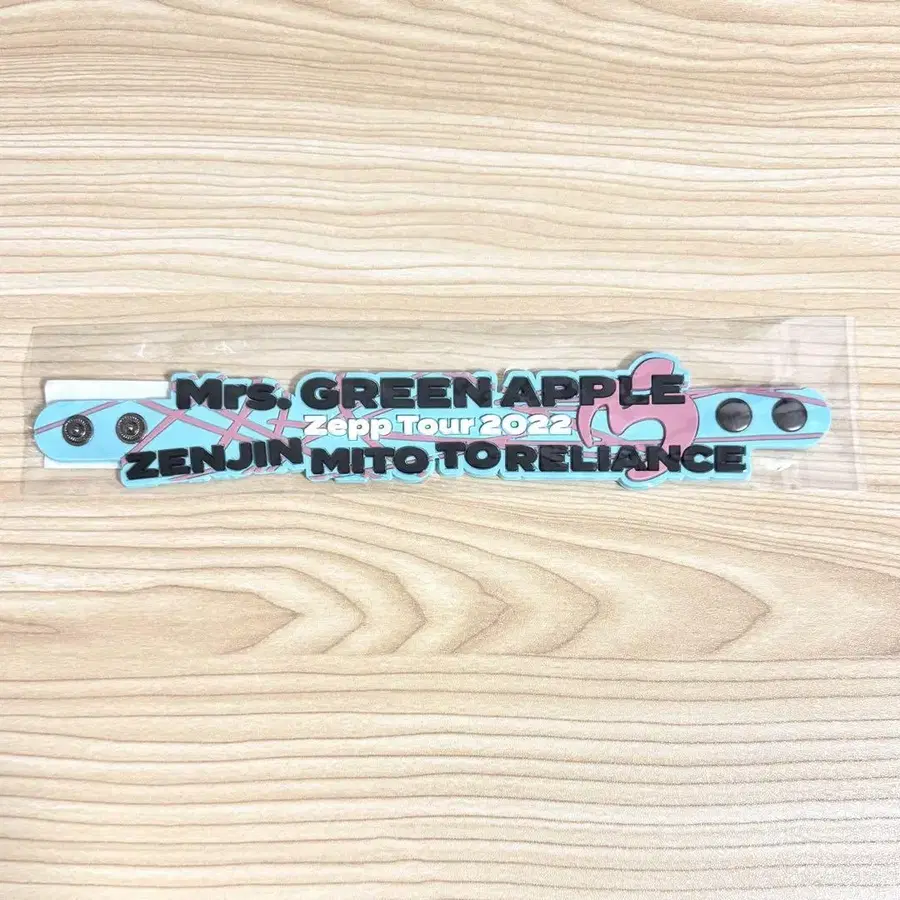 Mrs. GREEN APPLE
Zepp Tour 2022
ZENJIN MITO TO RELIANCE